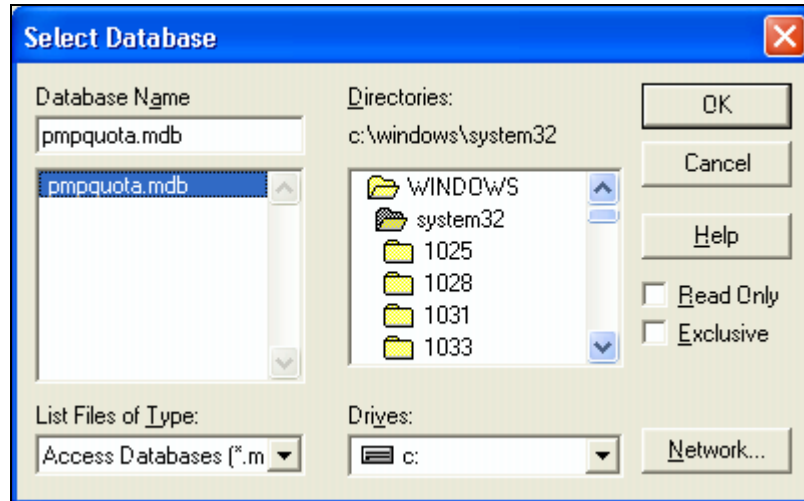 Select Database
Database Name
pmpquota.mdb
pmpquota.mdb
List Files of Type:
Access Databases (*.m
Directories:
c:\windows\system32
WINDOWS
system32
1025
1028
1031
1033
Drives:
c:
OK
Cancel
Help
Read Only
Exclusive
Network...